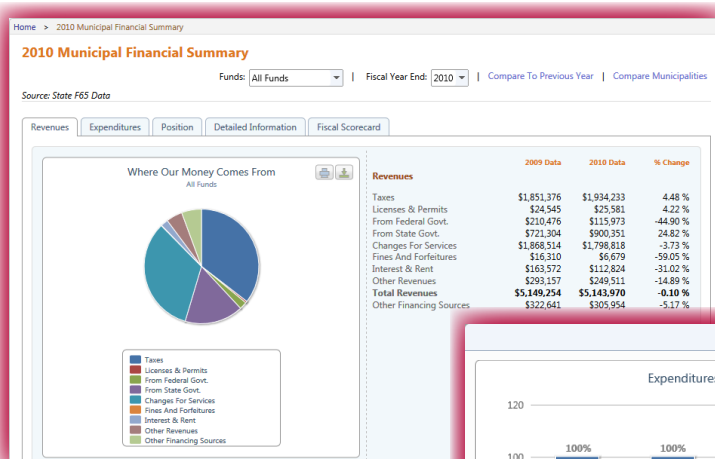 Home > 2010 Municipal Financial Summary
2010 Municipal Financial Summary
Funds: All Funds | Fiscal Year End: 2010 | Compare To Previous Year | Compare Municipalities
Source: State F65 Data
Revenues Expenditures Position Detailed Information Fiscal Scorecard
Where Our Money Comes From
All Funds
2009 Data 2010 Data % Change
Revenues
Taxes $1,851,376 $1,934,233 4.48 %
Licenses & Permits $24,545 $25,581 4.22 %
From Federal Govt. $210,476 $115,973 -44.90 %
From State Govt. $721,304 $900,351 24.82 %
Changes For Services $1,868,514 $1,798,818 -3.73 %
Fines And Forfeitures $16,310 $6,679 -59.05 %
Interest & Rent $163,572 $112,824 -31.02 %
Other Revenues $293,157 $249,511 -14.89 %
Total Revenues $5,149,254 $5,143,970 -0.10 %
Other Financing Sources $322,641 $305,954 -5.17 %
Taxes
Licenses & Permits
From Federal Govt.
From State Govt.
Changes For Services
Fines And Forfeitures
Interest & Rent
Other Revenues
Other Financing Sources
Expenditures
120
100% 100%
100